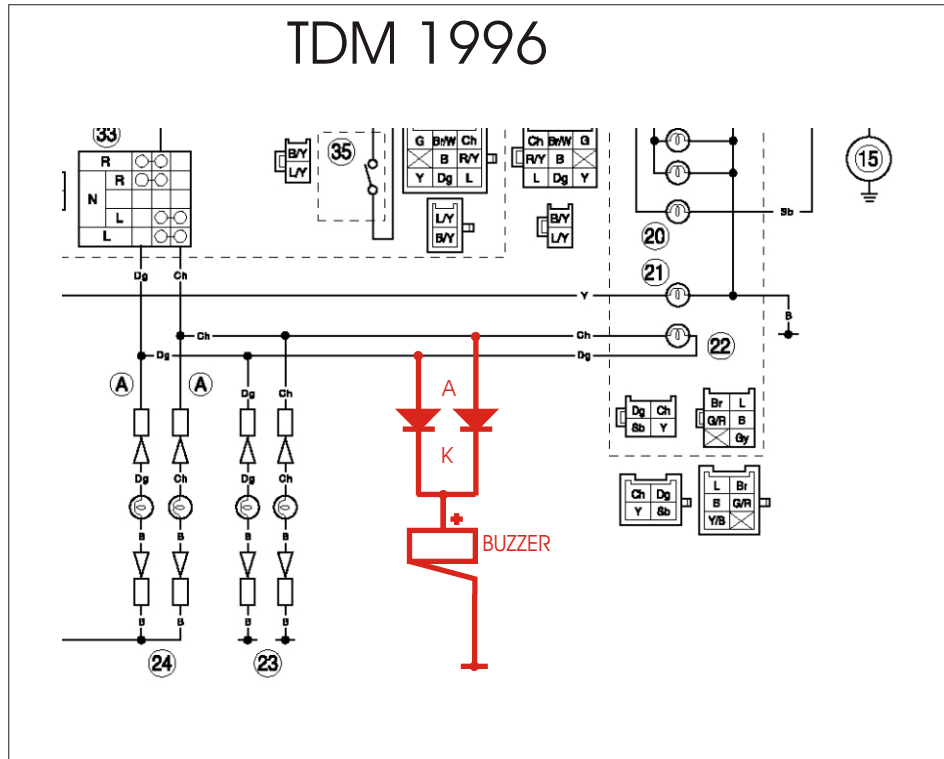 TDM 1996
33
R
R
N
L
L
B/Y
L/Y
35
G Br/W Ch
B R/Y
Y Dg L
L/Y
B/Y
Ch Br/W G
R/Y B
L Dg Y
B/Y
L/Y
15
20
Sb
21
Dg Ch
Y
B
Ch
Ch
22
Dg
Dg
A A
A
Dg Ch
K
Dg Ch Dg Ch
B B B B
B B B B
24
23
BUZZER
+
Dg Ch
Sb Y
Br L
G/R B
Gy
Ch Dg
Y Sb
L Br
B G/R
Y/B